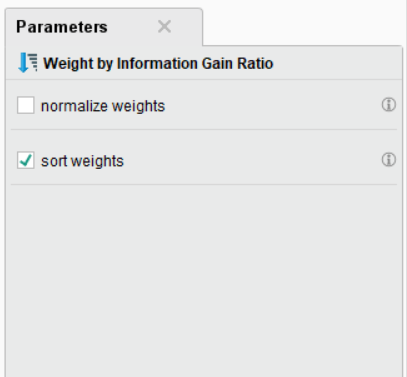 Parameters
Weight by Information Gain Ratio
normalize weights
sort weights